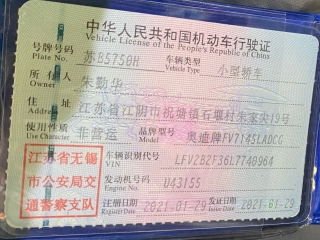 中华人民共和国机动车行驶证
Vehicle License of the People's Republic of China
号牌号码 苏B5750H 车辆类型 小型轿车
Plate No. Vehicle Type
所有人 朱勤华
Owner
住址 江苏省江阴市祝塘镇石堰村朱家尖19号
Address
使用性质 非营运 品牌型号 奥迪牌FV7145LADCG
Use Character Model
江苏省无锡
市公安局交
通警察支队
车辆识别代号 LFV2B2F36L7740964
VIN
发动机号码 U43155
Engine No.
注册日期 2021-01-29 发证日期 2021-01-29
Register Date Issue Date